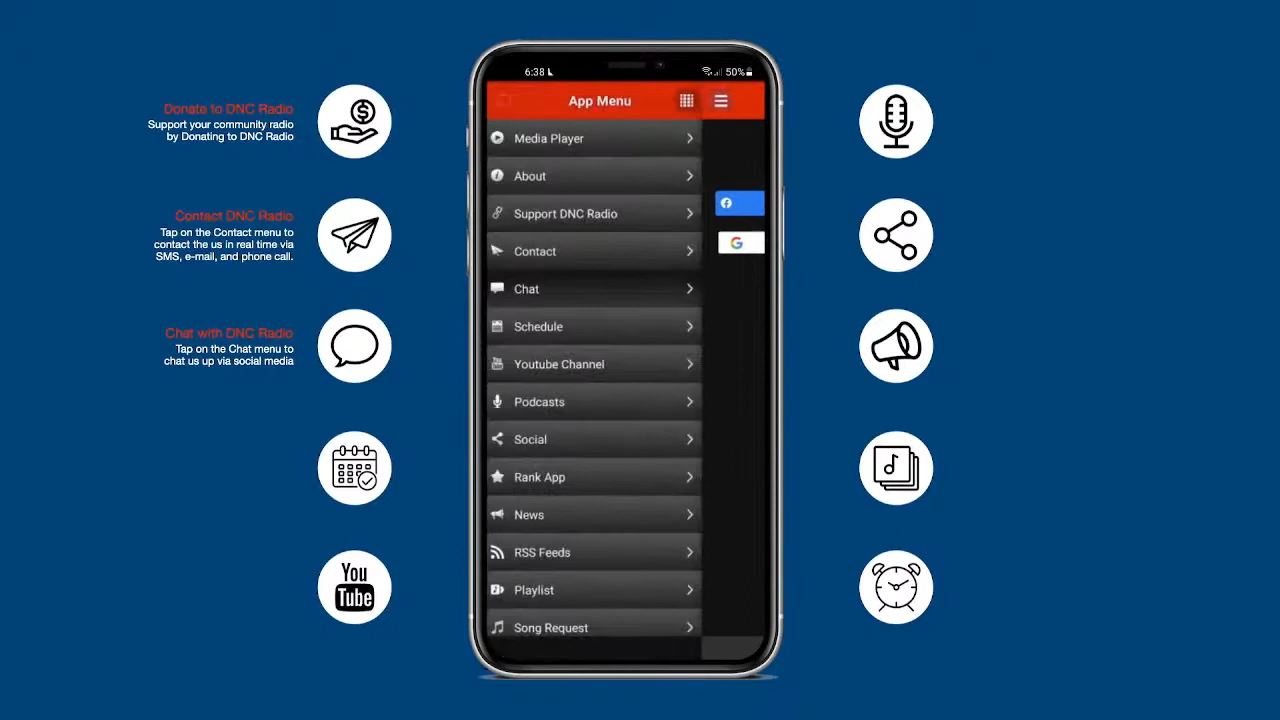 Donate to DNC Radio
Support your community radio
by Donating to DNC Radio
Contact DNC Radio
Tap on the Contact menu to
contact the us in real time via
SMS, e-mail, and phone call.
Chat with DNC Radio
Tap on the Chat menu to
chat us up via social media
You
Tube
6:38
50%
App Menu
Media Player
About
Support DNC Radio
Contact
Chat
Schedule
Youtube Channel
Podcasts
Social
Rank App
News
RSS Feeds
Playlist
Song Request